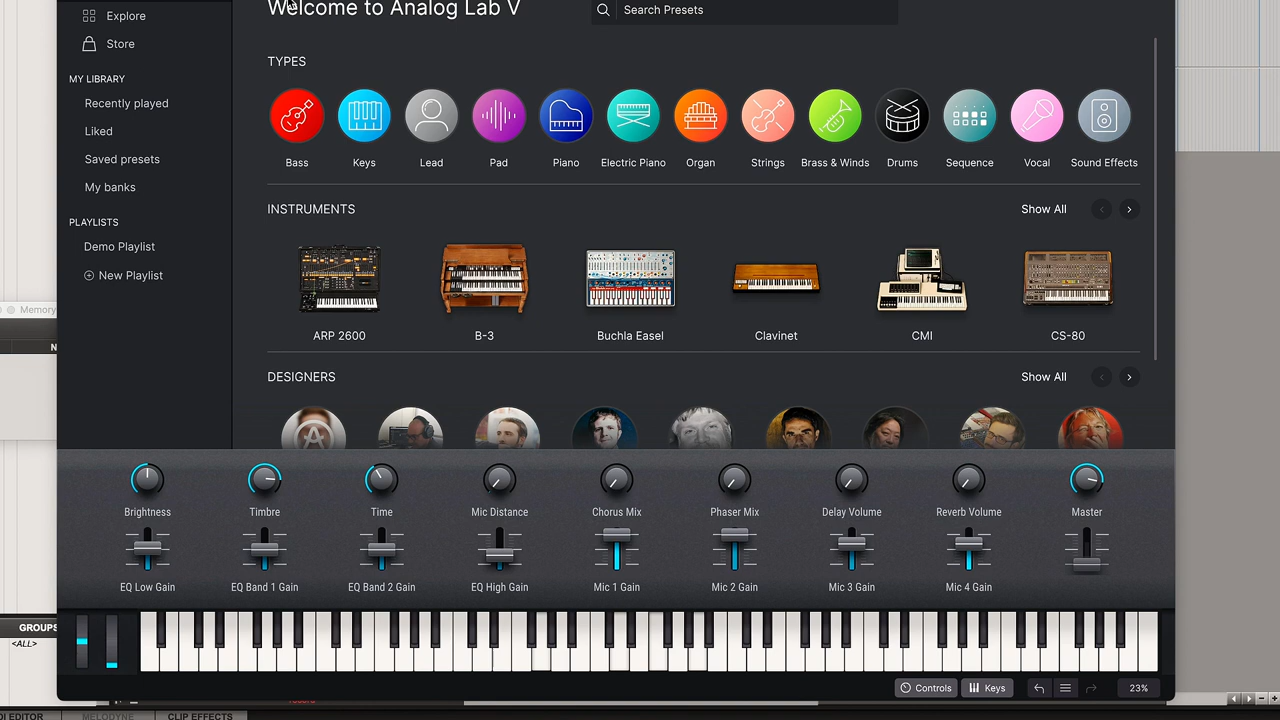 Explore
Store
MY LIBRARY
Recently played
Liked
Saved presets
My banks
PLAYLISTS
Demo Playlist
New Playlist
Welcome to Analog Lab V
Search Presets
TYPES
Bass
Keys
Lead
Pad
Piano
Electric Piano
Organ
Strings
Brass & Winds
Drums
Sequence
Vocal
Sound Effects
INSTRUMENTS
Show All
ARP 2600
B-3
Buchla Easel
Clavinet
CMI
CS-80
DESIGNERS
Show All
Brightness
Timbre
Time
Mic Distance
Chorus Mix
Phaser Mix
Delay Volume
Reverb Volume
Master
EQ Low Gain
EQ Band 1 Gain
EQ Band 2 Gain
EQ High Gain
Mic 1 Gain
Mic 2 Gain
Mic 3 Gain
Mic 4 Gain
Controls
Keys
23%
Memory
N
GROUPS
<ALL>
EDITOR
MELODYNE
CLIP EFFECTS